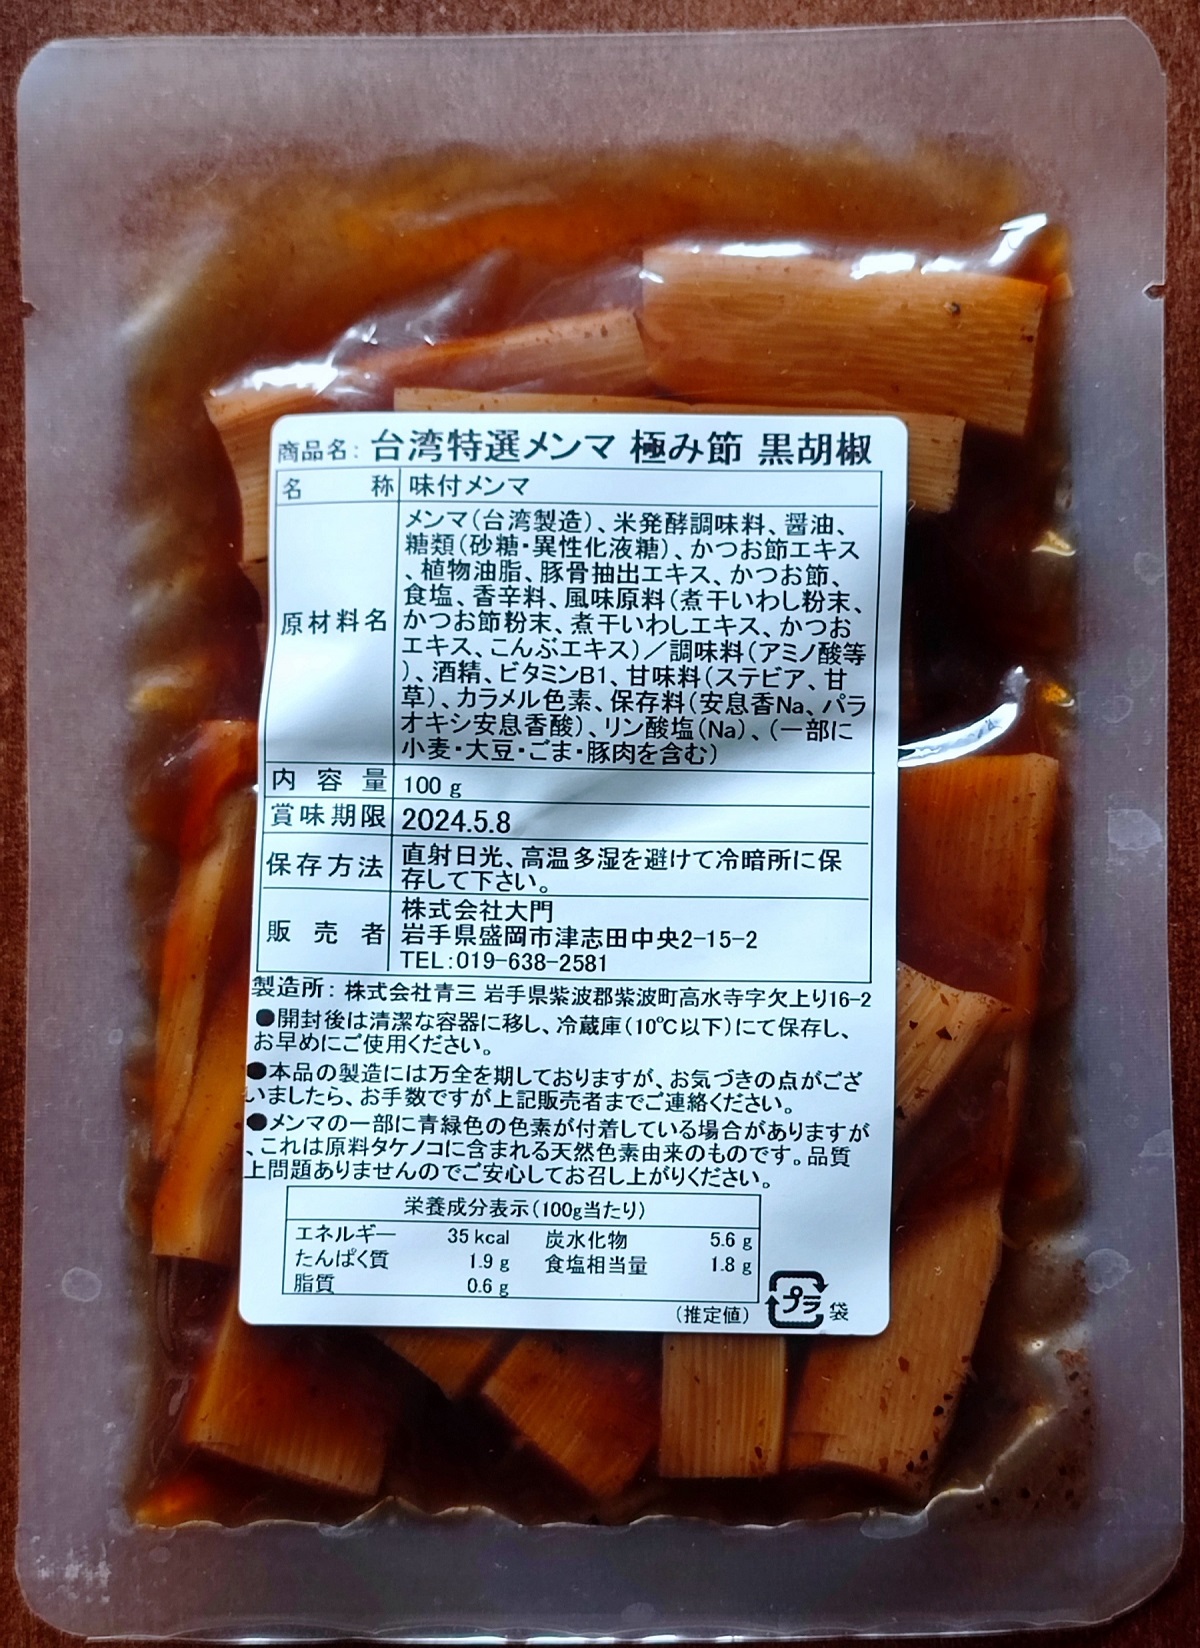 商品名: 台湾特選メンマ 極み節 黒胡椒
名 称 味付メンマ
原材料名
メンマ(台湾製造)、米発酵調味料、醤油、
糖類(砂糖・異性化液糖)、かつお節エキス
、植物油脂、豚骨抽出エキス、かつお節、
食塩、香辛料、風味原料(煮干いわし粉末、
かつお節粉末、煮干いわしエキス、かつお
エキス、こんぶエキス)／調味料(アミノ酸等
)、酒精、ビタミンB1、甘味料(ステビア、甘
草)、カラメル色素、保存料(安息香Na、パラ
オキシ安息香酸)、リン酸塩(Na)、(一部に
小麦・大豆・ごま・豚肉を含む)
内容量 100 g
賞味期限 2024.5.8
保存方法
直射日光、高温多湿を避けて冷暗所に保
存して下さい。
販売者
株式会社大門
岩手県盛岡市津志田中央2-15-2
TEL:019-638-2581
製造所: 株式会社青三 岩手県紫波郡紫波町高水寺字欠上り16-2
●開封後は清潔な容器に移し、冷蔵庫(10℃以下)にて保存し、
お早めにご使用ください。
●本品の製造には万全を期しておりますが、お気づきの点がござ
いましたら、お手数ですが上記販売者までご連絡ください。
●メンマの一部に青緑色の色素が付着している場合がありますが
、これは原料タケノコに含まれる天然色素由来のものです。品質
上問題ありませんのでご安心してお召し上がりください。
栄養成分表示(100g当たり)
エネルギー 35 kcal 炭水化物 5.6 g
たんぱく質 1.9 g 食塩相当量 1.8 g
脂質 0.6 g
(推定値)
プラ 袋